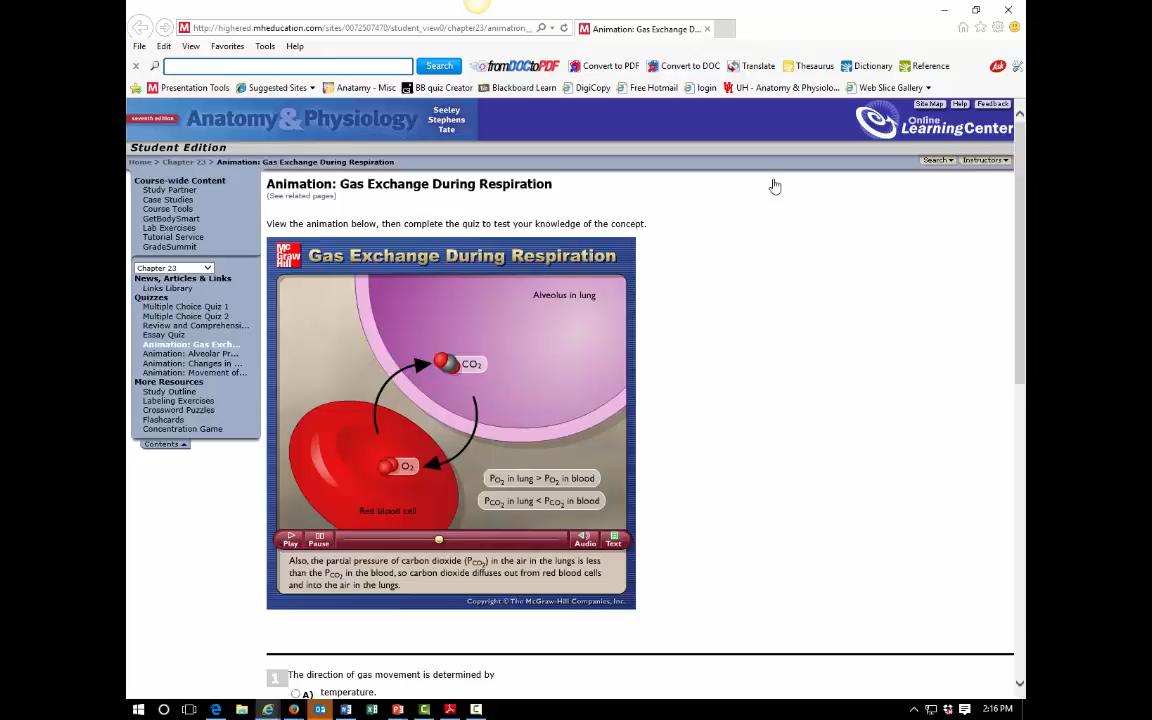 http://highered.mheducation.com/sites/0072507470/student_view0/chapter23/animation_
Animation: Gas Exchange D...
File Edit View Favorites Tools Help
Search fromDOCtoPDF Convert to PDF Convert to DOC Translate Thesaurus Dictionary Reference Ask
Presentation Tools Suggested Sites Anatamy - Misc BB quiz Creator Blackboard Learn DigiCopy Free Hotmail login UH - Anatomy & Physiolo... Web Slice Gallery
Site Map Help Feedback
seventh edition Anatomy & Physiology
Seeley
Stephens
Tate
Online
LearningCenter
Student Edition
Home > Chapter 23 > Animation: Gas Exchange During Respiration
Search Instructors
Course-wide Content
Study Partner
Case Studies
Course Tools
GetBodySmart
Lab Exercises
Tutorial Service
GradeSummit
Chapter 23
News, Articles & Links
Links Library
Quizzes
Multiple Choice Quiz 1
Multiple Choice Quiz 2
Review and Comprehensi...
Essay Quiz
Animation: Gas Exch...
Animation: Alveolar Pr...
Animation: Changes in ...
Animation: Movement of...
More Resources
Study Outline
Labeling Exercises
Crossword Puzzles
Flashcards
Concentration Game
Contents
Animation: Gas Exchange During Respiration
(See related pages)
View the animation below, then complete the quiz to test your knowledge of the concept.
Mc
Graw
Hill
Gas Exchange During Respiration
Alveolus in lung
CO2
O2
PO2 in lung > PO2 in blood
PCO2 in lung < PCO2 in blood
Red blood cell
Play Pause Audio Text
Also, the partial pressure of carbon dioxide (PCO2) in the air in the lungs is less
than the PCO2 in the blood, so carbon dioxide diffuses out from red blood cells
and into the air in the lungs.
Copyright © The McGraw-Hill Companies, Inc.
1 The direction of gas movement is determined by
A) temperature.
2:16 PM